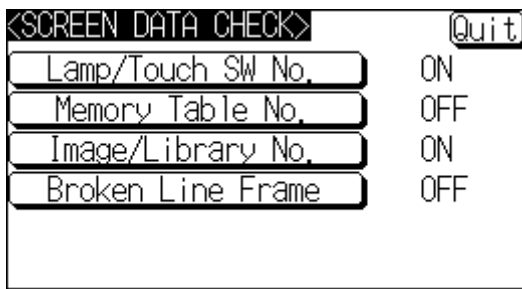 <SCREEN DATA CHECK> Quit
Lamp/Touch SW No. ON
Memory Table No. OFF
Image/Library No. ON
Broken Line Frame OFF